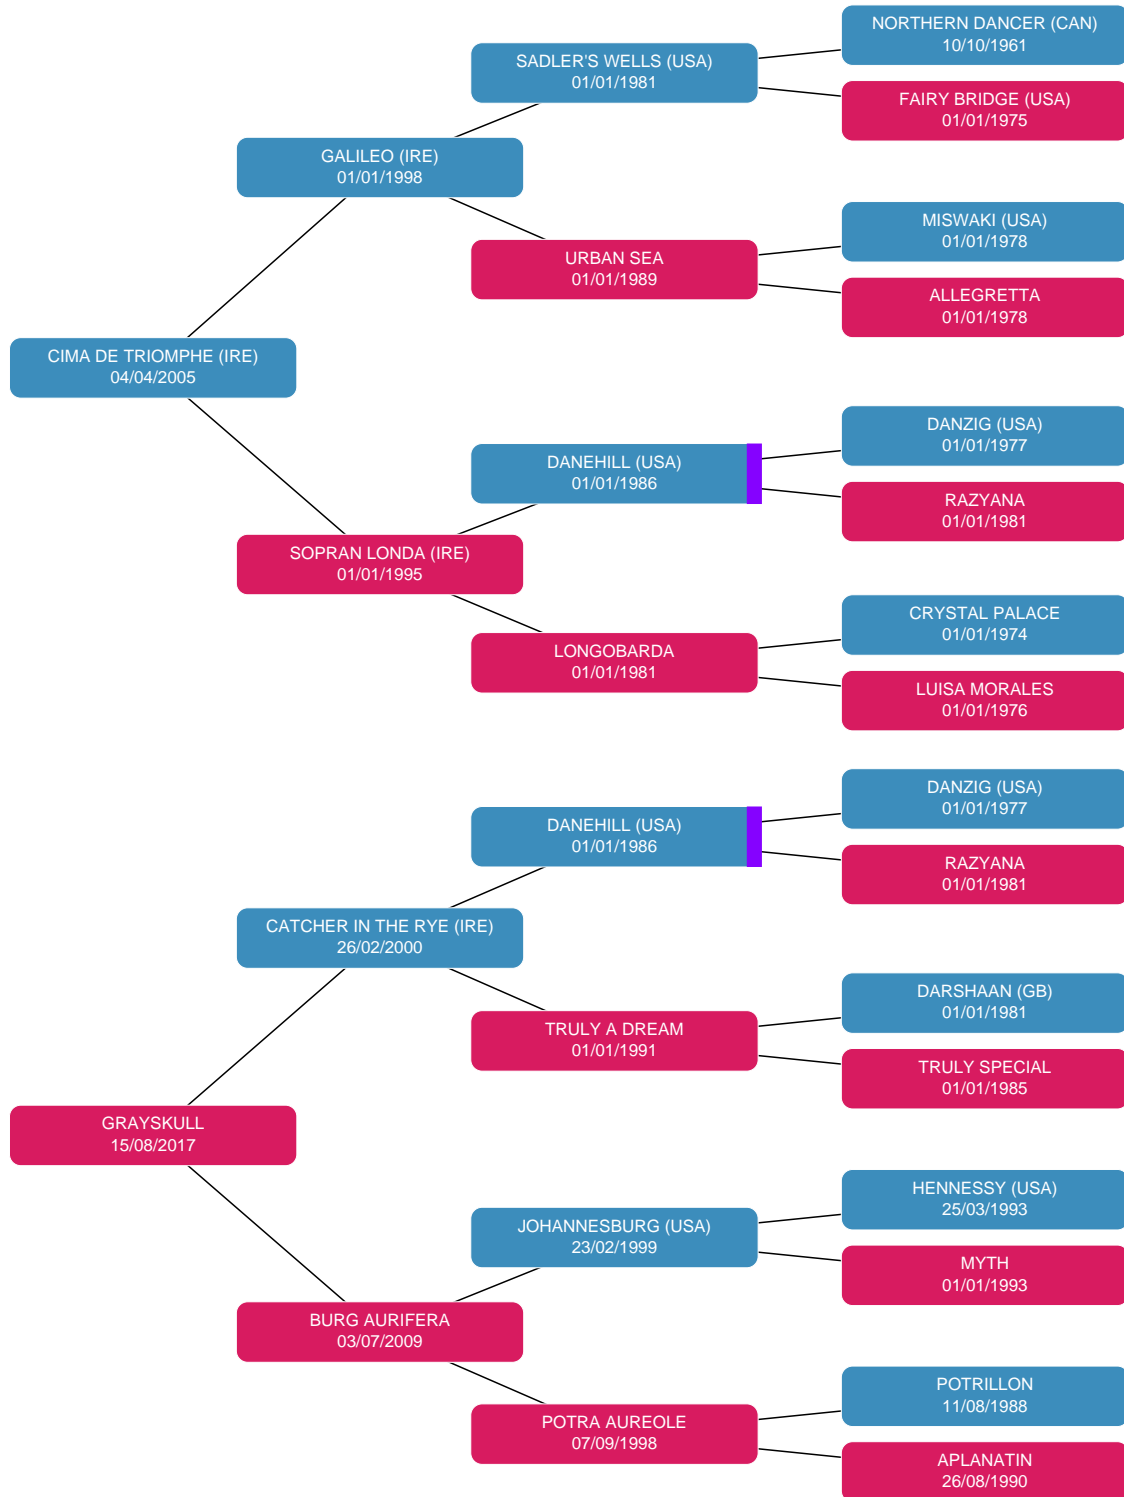 NORTHERN DANCER (CAN)
10/10/1961
SADLER'S WELLS (USA)
01/01/1981
FAIRY BRIDGE (USA)
01/01/1975
GALILEO (IRE)
01/01/1998
MISWAKI (USA)
01/01/1978
URBAN SEA
01/01/1989
ALLEGRETTA
01/01/1978
CIMA DE TRIOMPHE (IRE)
04/04/2005
DANZIG (USA)
01/01/1977
DANEHILL (USA)
01/01/1986
RAZYANA
01/01/1981
SOPRAN LONDA (IRE)
01/01/1995
CRYSTAL PALACE
01/01/1974
LONGOBARDA
01/01/1981
LUISA MORALES
01/01/1976
DANZIG (USA)
01/01/1977
DANEHILL (USA)
01/01/1986
RAZYANA
01/01/1981
CATCHER IN THE RYE (IRE)
26/02/2000
DARSHAAN (GB)
01/01/1981
TRULY A DREAM
01/01/1991
TRULY SPECIAL
01/01/1985
GRAYSKULL
15/08/2017
HENNESSY (USA)
25/03/1993
JOHANNESBURG (USA)
23/02/1999
MYTH
01/01/1993
BURG AURIFERA
03/07/2009
POTRILLON
11/08/1988
POTRA AUREOLE
07/09/1998
APLANATIN
26/08/1990